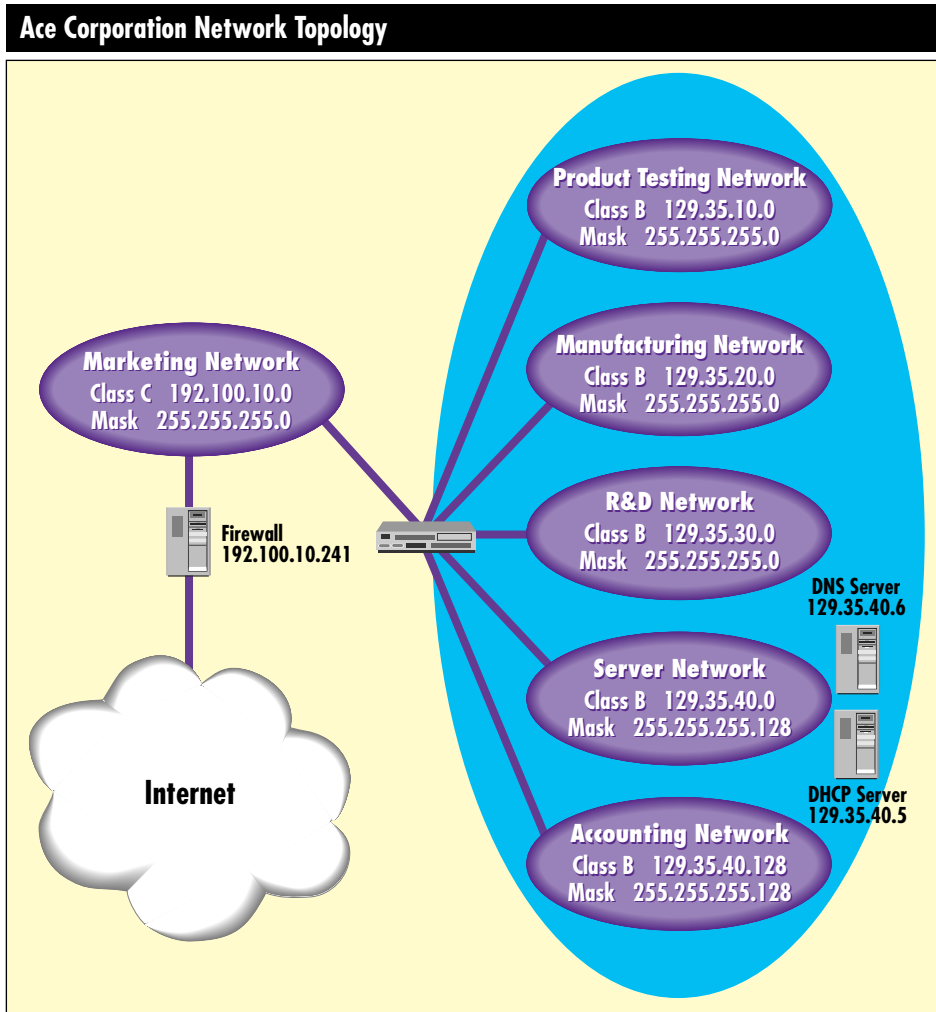 Ace Corporation Network Topology
Product Testing Network
Class B 129.35.10.0
Mask 255.255.255.0
Manufacturing Network
Class B 129.35.20.0
Mask 255.255.255.0
Marketing Network
Class C 192.100.10.0
Mask 255.255.255.0
R&D Network
Class B 129.35.30.0
Mask 255.255.255.0
Firewall
192.100.10.241
DNS Server
129.35.40.6
Server Network
Class B 129.35.40.0
Mask 255.255.255.128
Internet
DHCP Server
129.35.40.5
Accounting Network
Class B 129.35.40.128
Mask 255.255.255.128